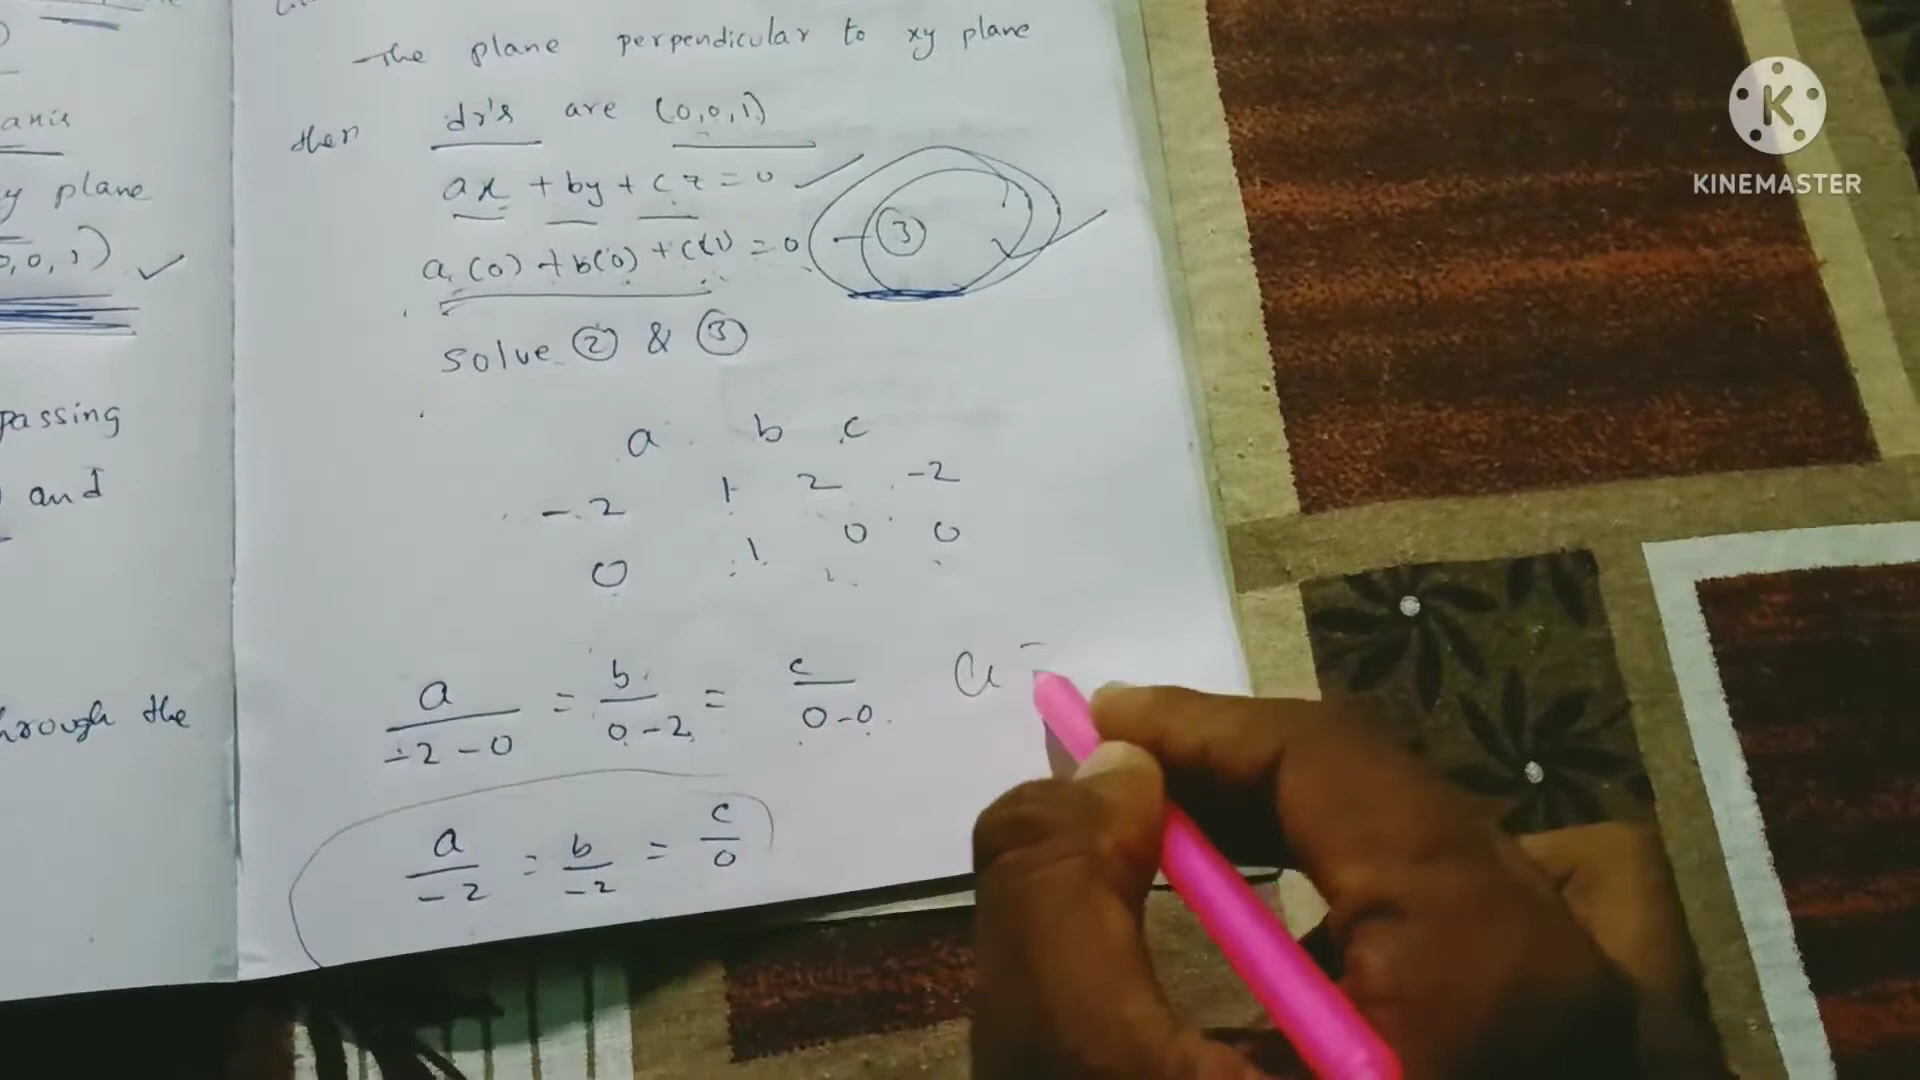 axis
y plane
0,0,1)
passing
and
through the
The plane perpendicular to xy plane
then dr's are (0,0,1)
ax + by + cz = 0
a(0) + b(0) + c(1) = 0 — ③
solve ② & ③
a b c
-2 1 2 -2
0 1 0 0
a/-2-0 = b/0-2 = c/0-0
a/-2 = b/-2 = c/0
a =
K
KINEMASTER